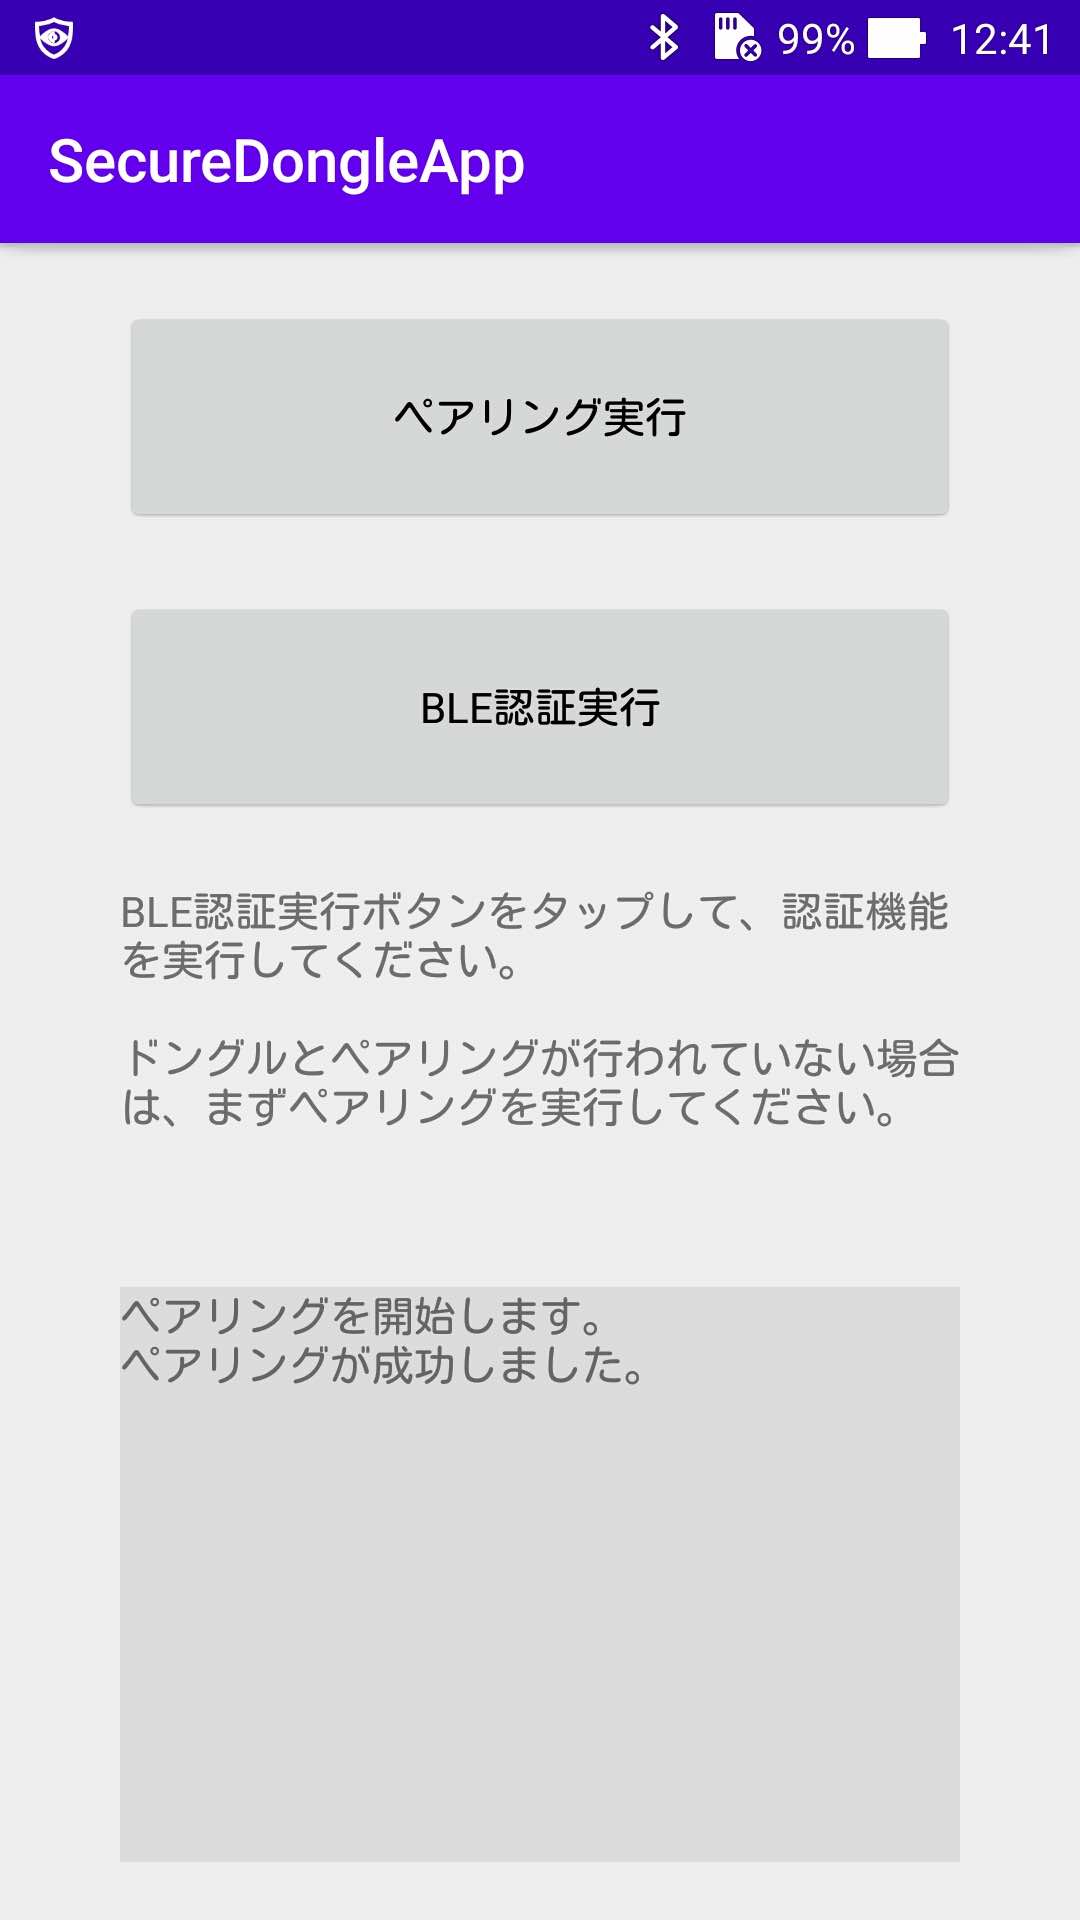 99% 12:41
SecureDongleApp
ペアリング実行
BLE認証実行
BLE認証実行ボタンをタップして、認証機能
を実行してください。
ドングルとペアリングが行われていない場合
は、まずペアリングを実行してください。
ペアリングを開始します。
ペアリングが成功しました。